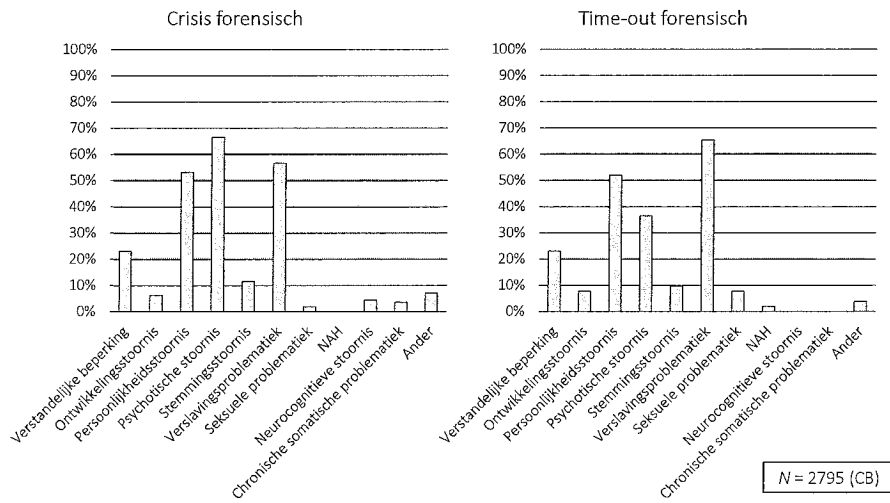 Crisis forensisch
100%
90%
80%
70%
60%
50%
40%
30%
20%
10%
0%
Verstandelijke beperking
Ontwikkelingsstoornis
Persoonlijkheidsstoornis
Psychotische stoornis
Stemmingsstoornis
Verslavingsproblematiek
Seksuele problematiek
NAH
Neurocognitieve stoornis
Chronische somatische problematiek
Ander
Time-out forensisch
100%
90%
80%
70%
60%
50%
40%
30%
20%
10%
0%
Verstandelijke beperking
Ontwikkelingsstoornis
Persoonlijkheidsstoornis
Psychotische stoornis
Stemmingsstoornis
Verslavingsproblematiek
Seksuele problematiek
NAH
Neurocognitieve stoornis
Chronische somatische problematiek
Ander
N = 2795 (CB)